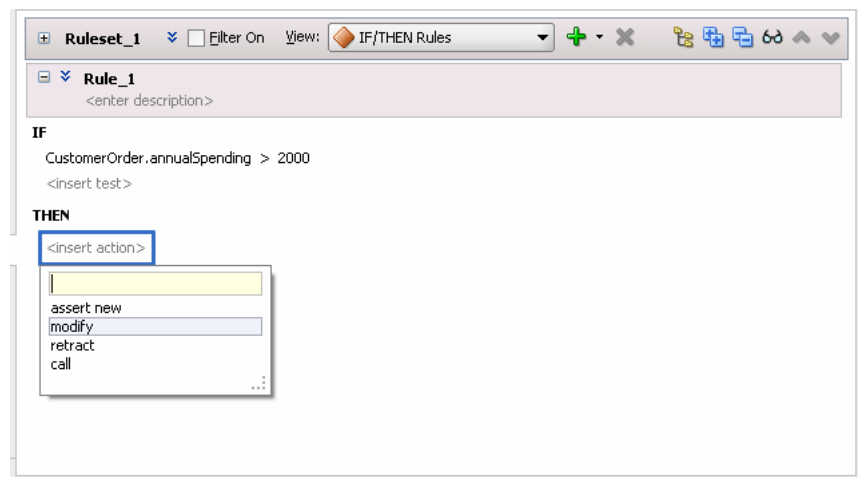 Ruleset_1 Filter On View: IF/THEN Rules
Rule_1
<enter description>
IF
CustomerOrder.annualSpending > 2000
<insert test>
THEN
<insert action>
assert new
modify
retract
call